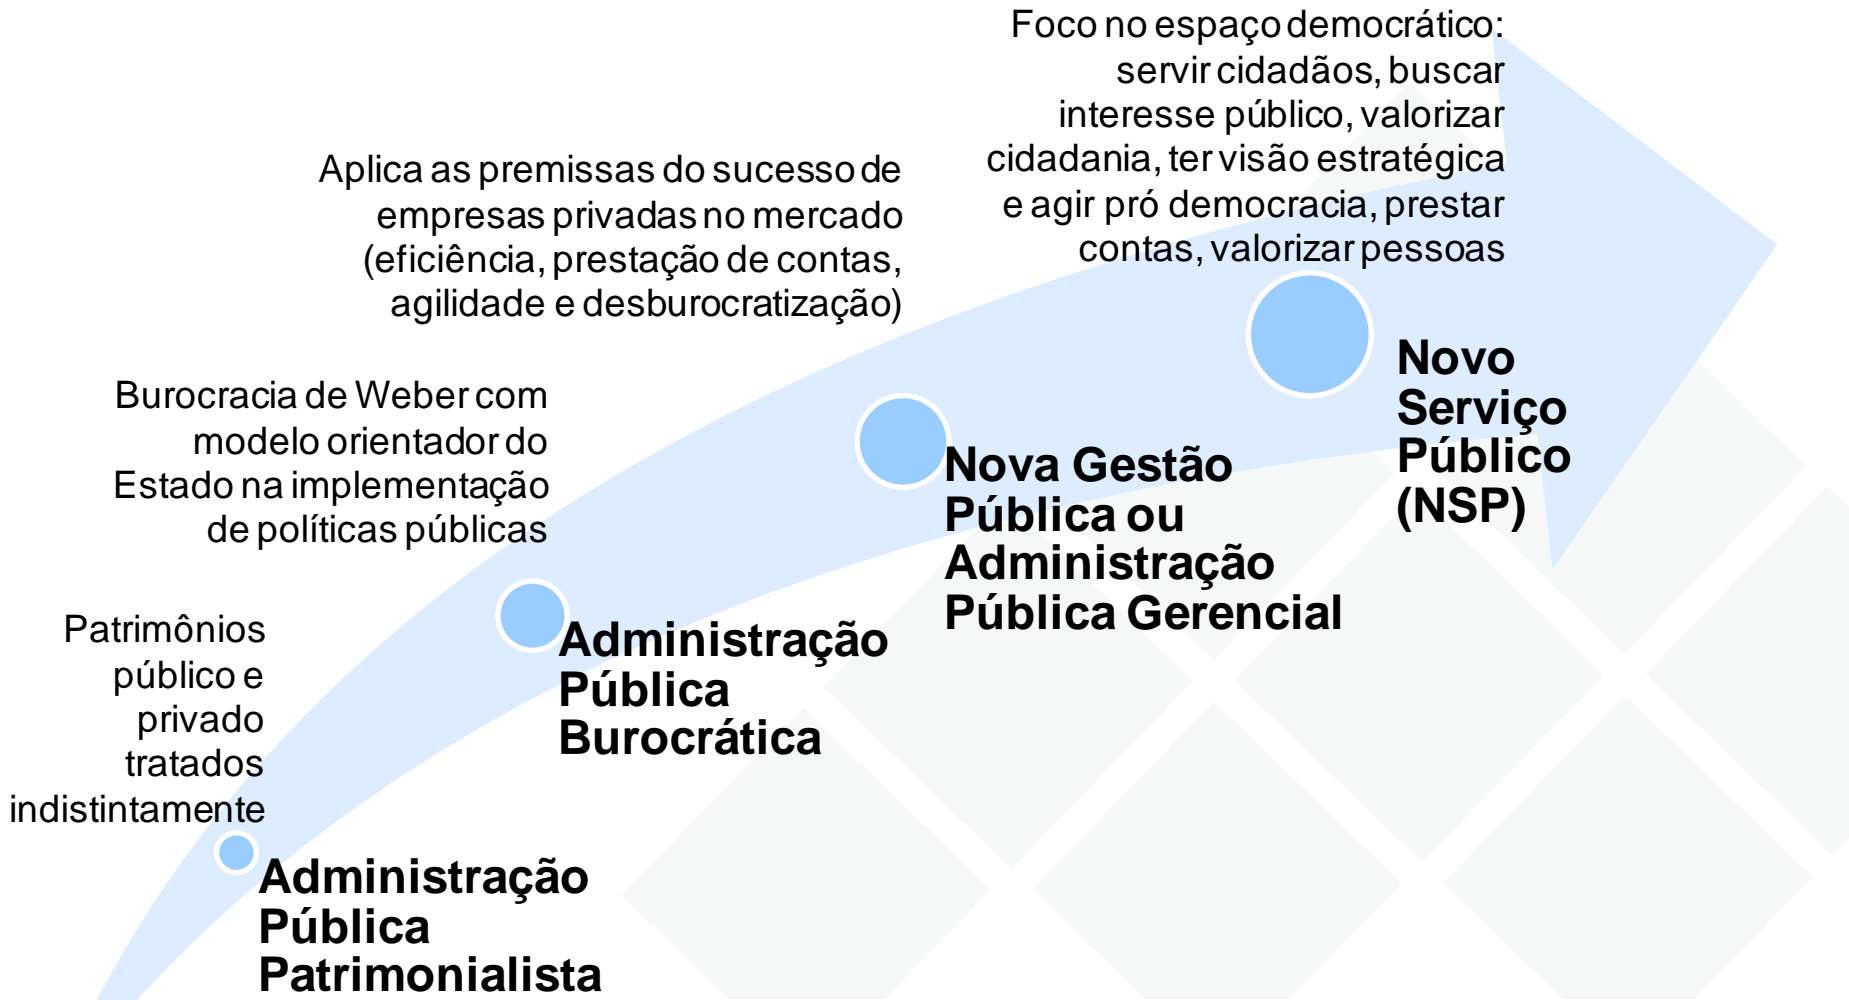 Foco no espaço democrático:
servir cidadãos, buscar
interesse público, valorizar
cidadania, ter visão estratégica
e agir pró democracia, prestar
contas, valorizar pessoas
Novo
Serviço
Público
(NSP)
Aplica as premissas do sucesso de
empresas privadas no mercado
(eficiência, prestação de contas,
agilidade e desburocratização)
Nova Gestão
Pública ou
Administração
Pública Gerencial
Burocracia de Weber com
modelo orientador do
Estado na implementação
de políticas públicas
Administração
Pública
Burocrática
Patrimônios
público e
privado
tratados
indistintamente
Administração
Pública
Patrimonialista